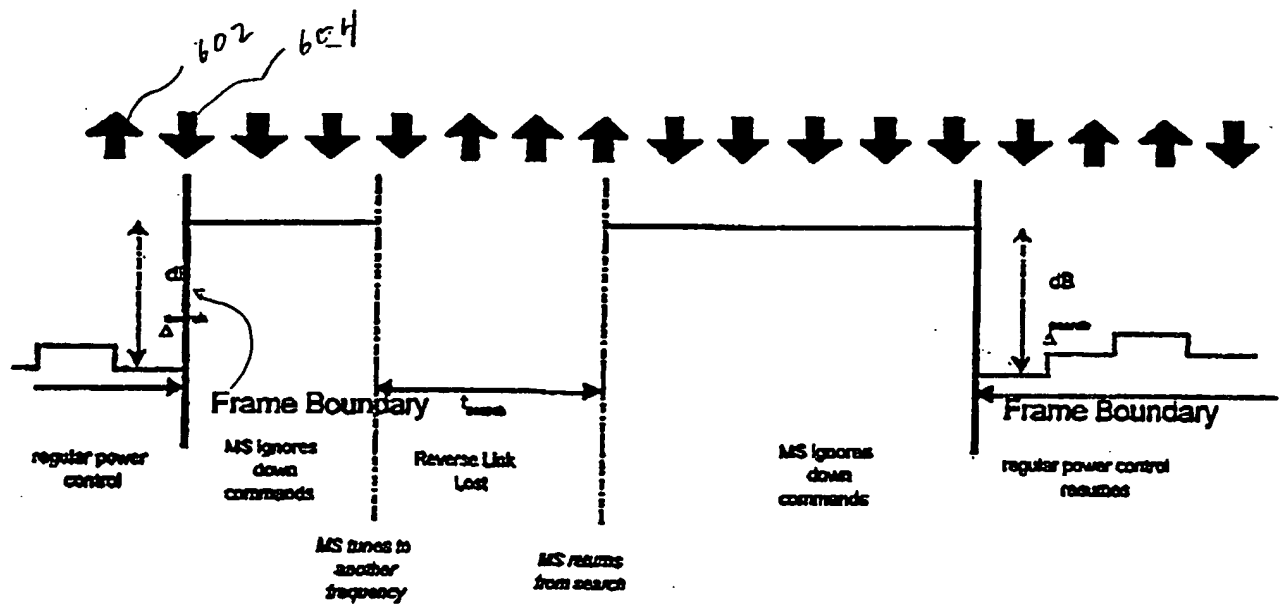 602
604
dB
Δ
dB
Δ
Frame Boundary
t search
Frame Boundary
regular power
control
MS ignores
down
commands
Reverse Link
Lost
MS ignores
down
commands
regular power control
resumes
MS tunes to
another
frequency
MS returns
from search